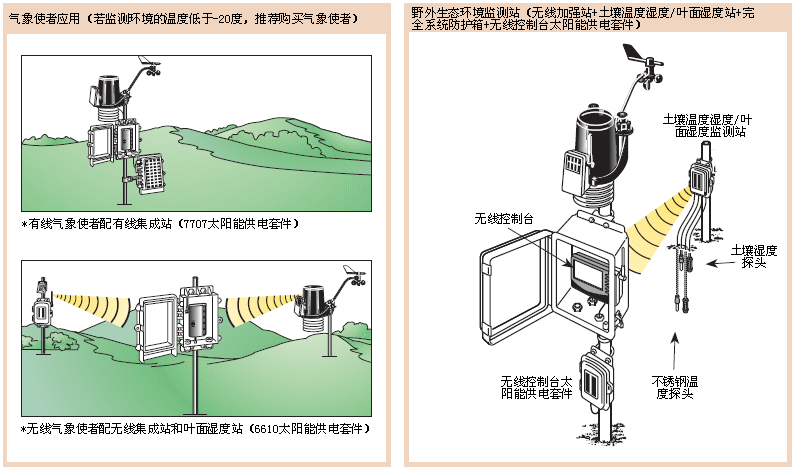 气象使者应用（若监测环境的温度低于-20度，推荐购买气象使者）
*有线气象使者配有线集成站（7707太阳能供电套件）
*无线气象使者配无线集成站和叶面湿度站（6610太阳能供电套件）
野外生态环境监测站（无线加强站+土壤温度湿度/叶面湿度站+完
全系统防护箱+无线控制台太阳能供电套件）
土壤温度湿度/叶
面湿度监测站
无线控制台
土壤湿度
探头
无线控制台太
阳能供电套件
不锈钢温
度探头